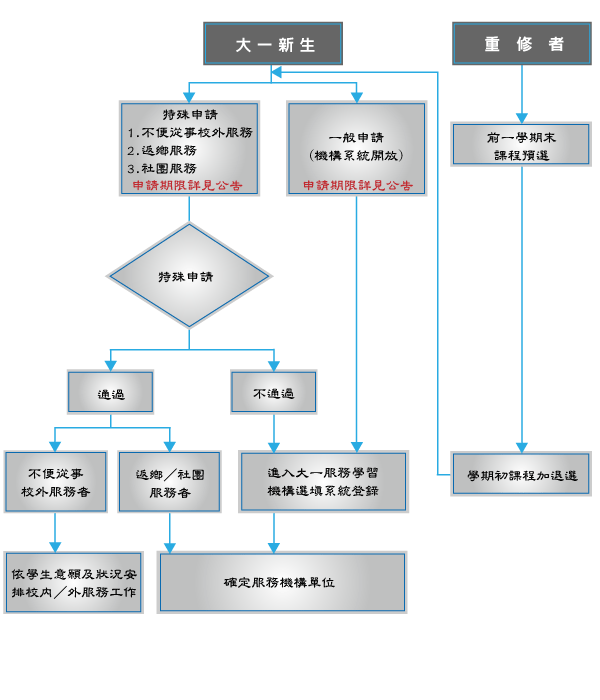 大一新生
重修者
特殊申請
1.不便從事校外服務
2.返鄉服務
3.社團服務
申請期限詳見公告
一般申請
(機構系統開放)
申請期限詳見公告
前一學期末
課程預選
特殊申請
通過
不通過
不便從事
校外服務者
返鄉/社團
服務者
進入大一服務學習
機構選填系統登錄
學期初課程加退選
依學生意願及狀況安
排校內/外服務工作
確定服務機構單位